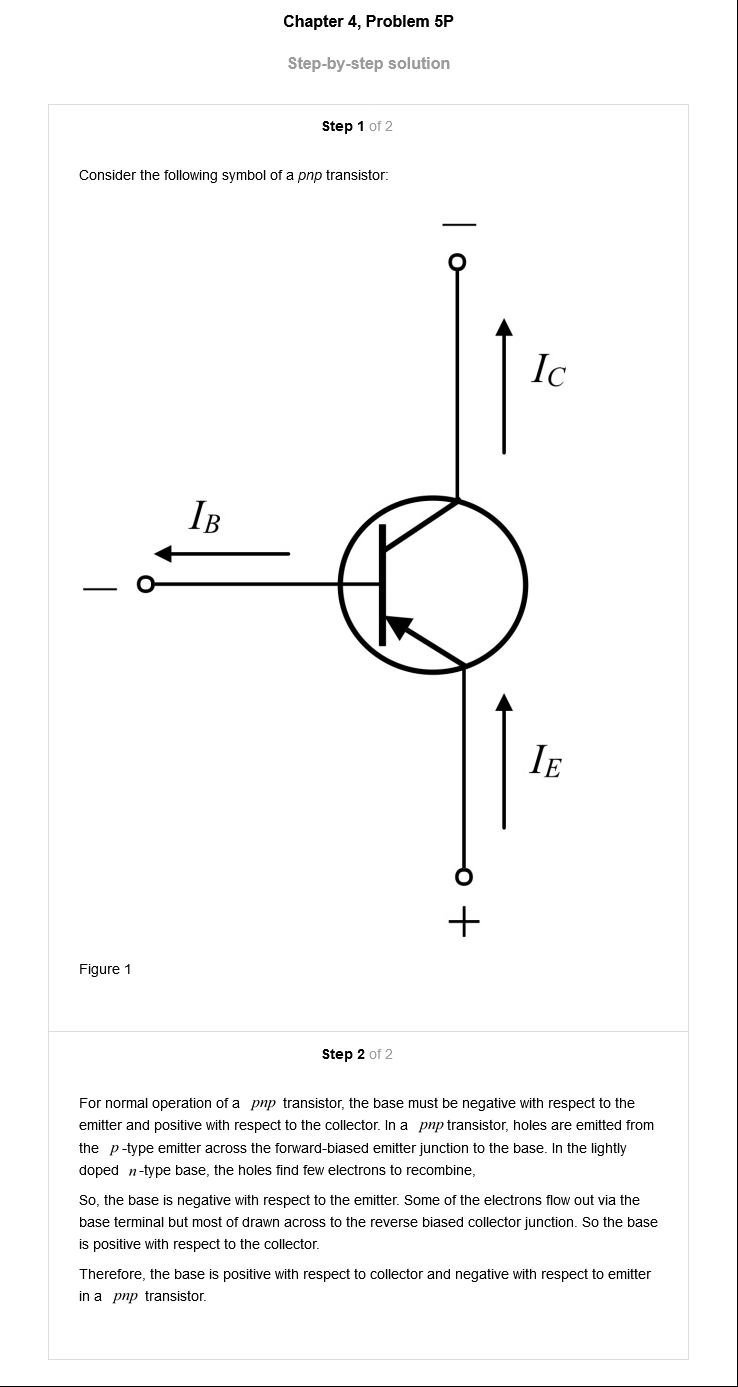 Chapter 4, Problem 5P
Step-by-step solution
Step 1 of 2
Consider the following symbol of a pnp transistor:
—
I_C
I_B
—
I_E
+
Figure 1
Step 2 of 2
For normal operation of a pnp transistor, the base must be negative with respect to the
emitter and positive with respect to the collector. In a pnp transistor, holes are emitted from
the p-type emitter across the forward-biased emitter junction to the base. In the lightly
doped n-type base, the holes find few electrons to recombine,
So, the base is negative with respect to the emitter. Some of the electrons flow out via the
base terminal but most of drawn across to the reverse biased collector junction. So the base
is positive with respect to the collector.
Therefore, the base is positive with respect to collector and negative with respect to emitter
in a pnp transistor.